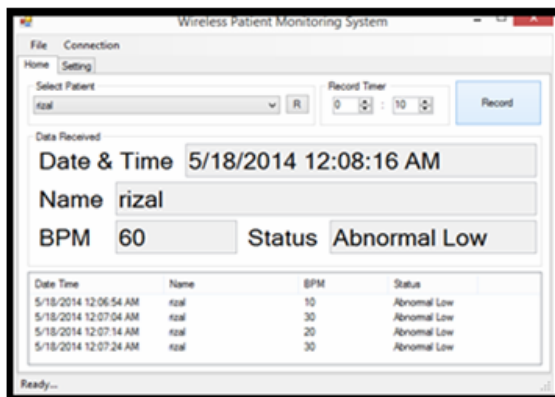 Wireless Patient Monitoring System
File Connection
Home Setting
Select Patient Record Timer
rizal R 0 : 10 Record
Data Received
Date & Time 5/18/2014 12:08:16 AM
Name rizal
BPM 60 Status Abnormal Low
Date Time Name BPM Status
5/18/2014 12:06:54 AM rizal 10 Abnormal Low
5/18/2014 12:07:04 AM rizal 30 Abnormal Low
5/18/2014 12:07:14 AM rizal 20 Abnormal Low
5/18/2014 12:07:24 AM rizal 30 Abnormal Low
Ready...